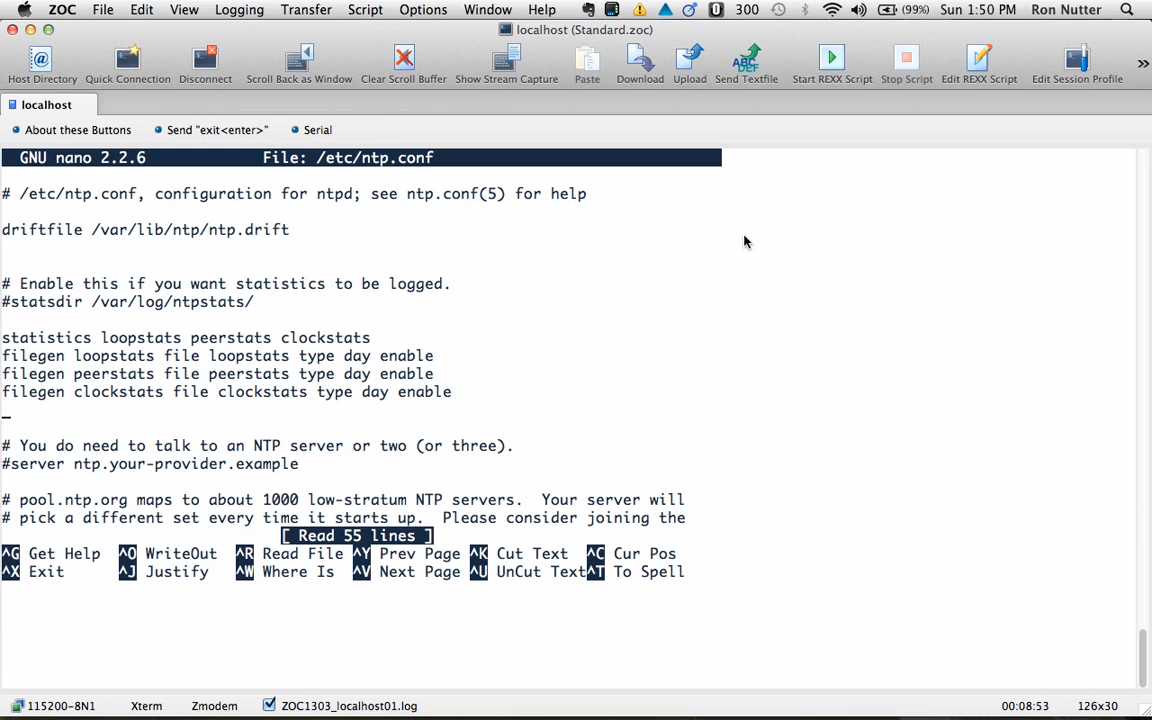 ZOC File Edit View Logging Transfer Script Options Window Help 300 (99%) Sun 1:50 PM Ron Nutter
localhost (Standard.zoc)
Host Directory Quick Connection Disconnect Scroll Back as Window Clear Scroll Buffer Show Stream Capture Paste Download Upload Send Textfile Start REXX Script Stop Script Edit REXX Script Edit Session Profile »
localhost
About these Buttons Send "exit<enter>" Serial
GNU nano 2.2.6 File: /etc/ntp.conf
# /etc/ntp.conf, configuration for ntpd; see ntp.conf(5) for help
driftfile /var/lib/ntp/ntp.drift
# Enable this if you want statistics to be logged.
#statsdir /var/log/ntpstats/
statistics loopstats peerstats clockstats
filegen loopstats file loopstats type day enable
filegen peerstats file peerstats type day enable
filegen clockstats file clockstats type day enable
# You do need to talk to an NTP server or two (or three).
#server ntp.your-provider.example
# pool.ntp.org maps to about 1000 low-stratum NTP servers.  Your server will
# pick a different set every time it starts up.  Please consider joining the
[ Read 55 lines ]
^G Get Help ^O WriteOut ^R Read File ^Y Prev Page ^K Cut Text ^C Cur Pos
^X Exit ^J Justify ^W Where Is ^V Next Page ^U UnCut Text ^T To Spell
115200-8N1 Xterm Zmodem ZOC1303_localhost01.log 00:08:53 126x30